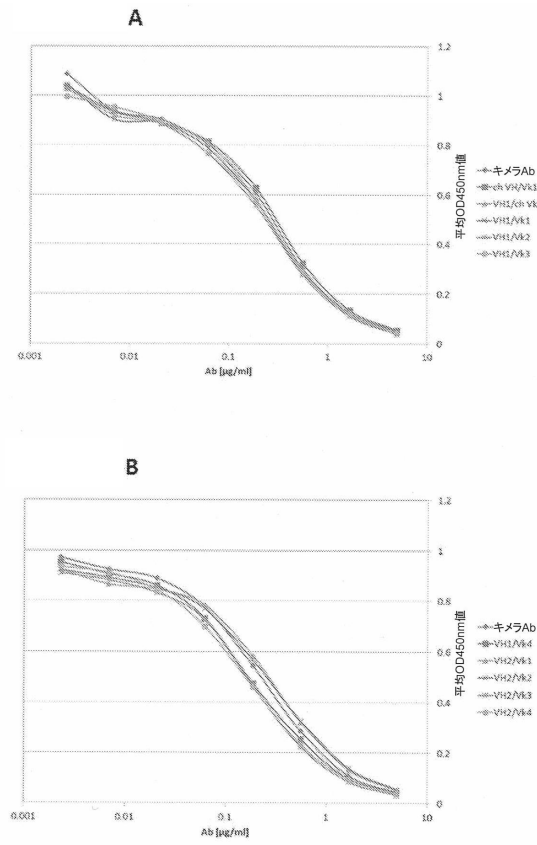 A
1.2
1
0.8
0.6
0.4
0.2
0
平均OD450nm値
キメラAb
ch VH/Vk1
VH1/ch Vk
VH1/Vk1
VH1/Vk2
VH1/Vk3
0.001
0.01
0.1
1
10
Ab [µg/ml]
B
1.2
1
0.8
0.6
0.4
0.2
0
平均OD450nm値
キメラAb
VH1/Vk4
VH2/Vk1
VH2/Vk2
VH2/Vk3
VH2/Vk4
0.001
0.01
0.1
1
10
Ab [µg/ml]